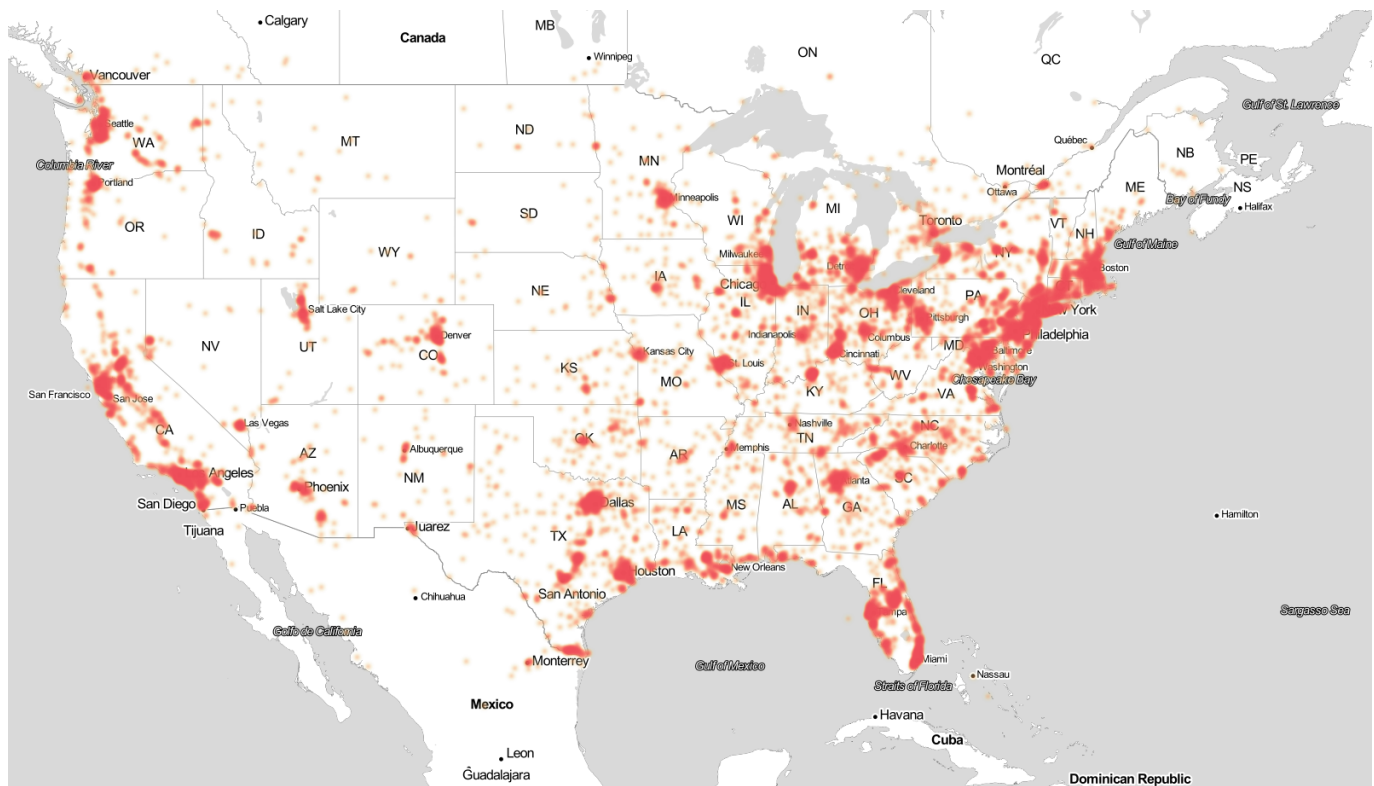 Calgary
MB
Canada
Winnipeg
ON
QC
Vancouver
Gulf of St. Lawrence
Seattle
WA
MT
ND
Québec
NB
PE
Columbia River
MN
Montréal
Portland
Ottawa
ME
NS
Minneapolis
Bay of Fundy
Halifax
OR
ID
SD
WI
MI
Toronto
VT
NH
Gulf of Maine
WY
Milwaukee
NY
Boston
IA
Chicag
Detr
NE
Cleveland
PA
Salt Lake City
IL
IN
OH
Pittsburgh
w York
NV
UT
Denver
Indianapolis
Columbus
MD
Philadelphia
CO
Kansas City
St. Louis
Cincinnati
Baltimore
Washington
San Francisco
San Jose
KS
MO
KY
WV
VA
Chesapeake Bay
CA
Las Vegas
Nashville
NC
AZ
Albuquerque
OK
AR
Memphis
TN
Charlotte
Angeles
NM
SC
Phoenix
Atlanta
San Diego
Puebla
Dallas
MS
AL
GA
Hamilton
Tijuana
Juarez
TX
LA
Houston
New Orleans
San Antonio
FL
Chihuahua
Tampa
Sargasso Sea
Golfo de California
Monterrey
Gulf of Mexico
Miami
Nassau
Straits of Florida
Mexico
Havana
Cuba
Leon
Guadalajara
Dominican Republic